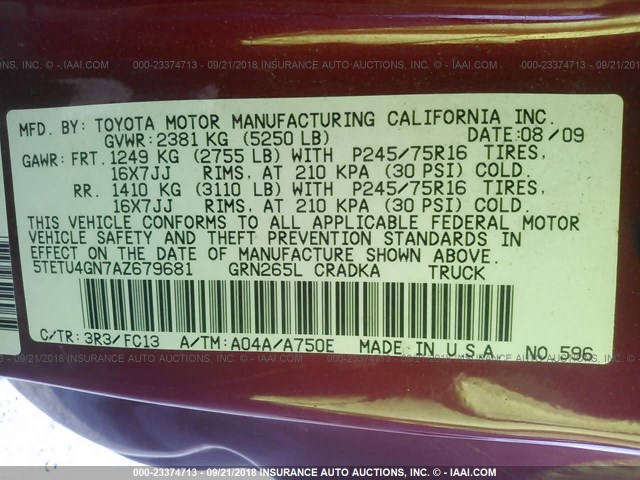 NCE AUTO AUCTIONS, INC. © - IAAI.COM 000-23374713 - 09/21/2018 INSURANCE AUTO AUCTIONS, INC. © - IAAI.COM 000-23374713 - 09/21/2018
MFD. BY: TOYOTA MOTOR MANUFACTURING CALIFORNIA INC.
GVWR: 2381 KG (5250 LB) DATE: 08/09
GAWR: FRT. 1249 KG (2755 LB) WITH P245/75R16 TIRES,
16X7JJ RIMS, AT 210 KPA (30 PSI) COLD.
RR. 1410 KG (3110 LB) WITH P245/75R16 TIRES,
16X7JJ RIMS, AT 210 KPA (30 PSI) COLD.
THIS VEHICLE CONFORMS TO ALL APPLICABLE FEDERAL MOTOR
VEHICLE SAFETY AND THEFT PREVENTION STANDARDS IN
EFFECT ON THE DATE OF MANUFACTURE SHOWN ABOVE.
5TETU4GN7AZ679681 GRN265L CRADKA TRUCK
C/TR: 3R3/FC13 A/TM: A04A/A750E MADE IN U.S.A NO. 596
000-23374713 - 09/21/2018 INSURANCE AUTO AUCTIONS, INC. © - IAAI.COM